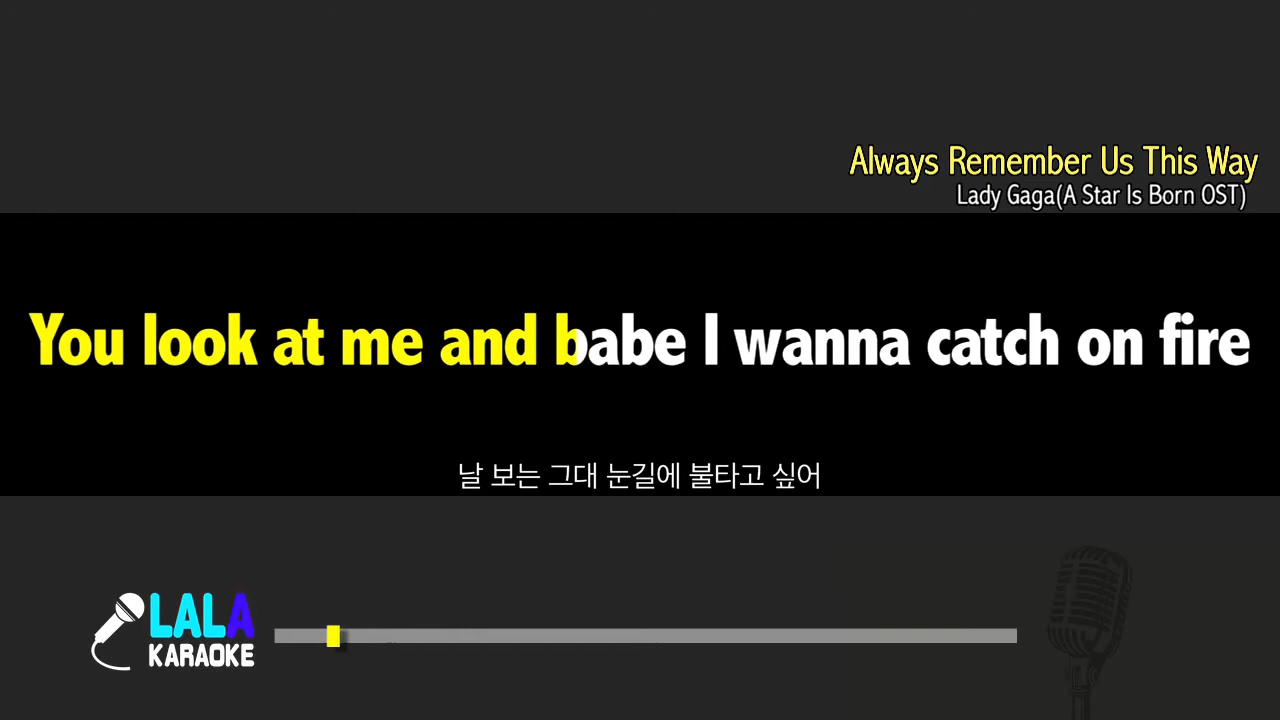 Always Remember Us This Way
Lady Gaga(A Star Is Born OST)
You look at me and babe I wanna catch on fire
날 보는 그대 눈길에 불타고 싶어
LALA
KARAOKE